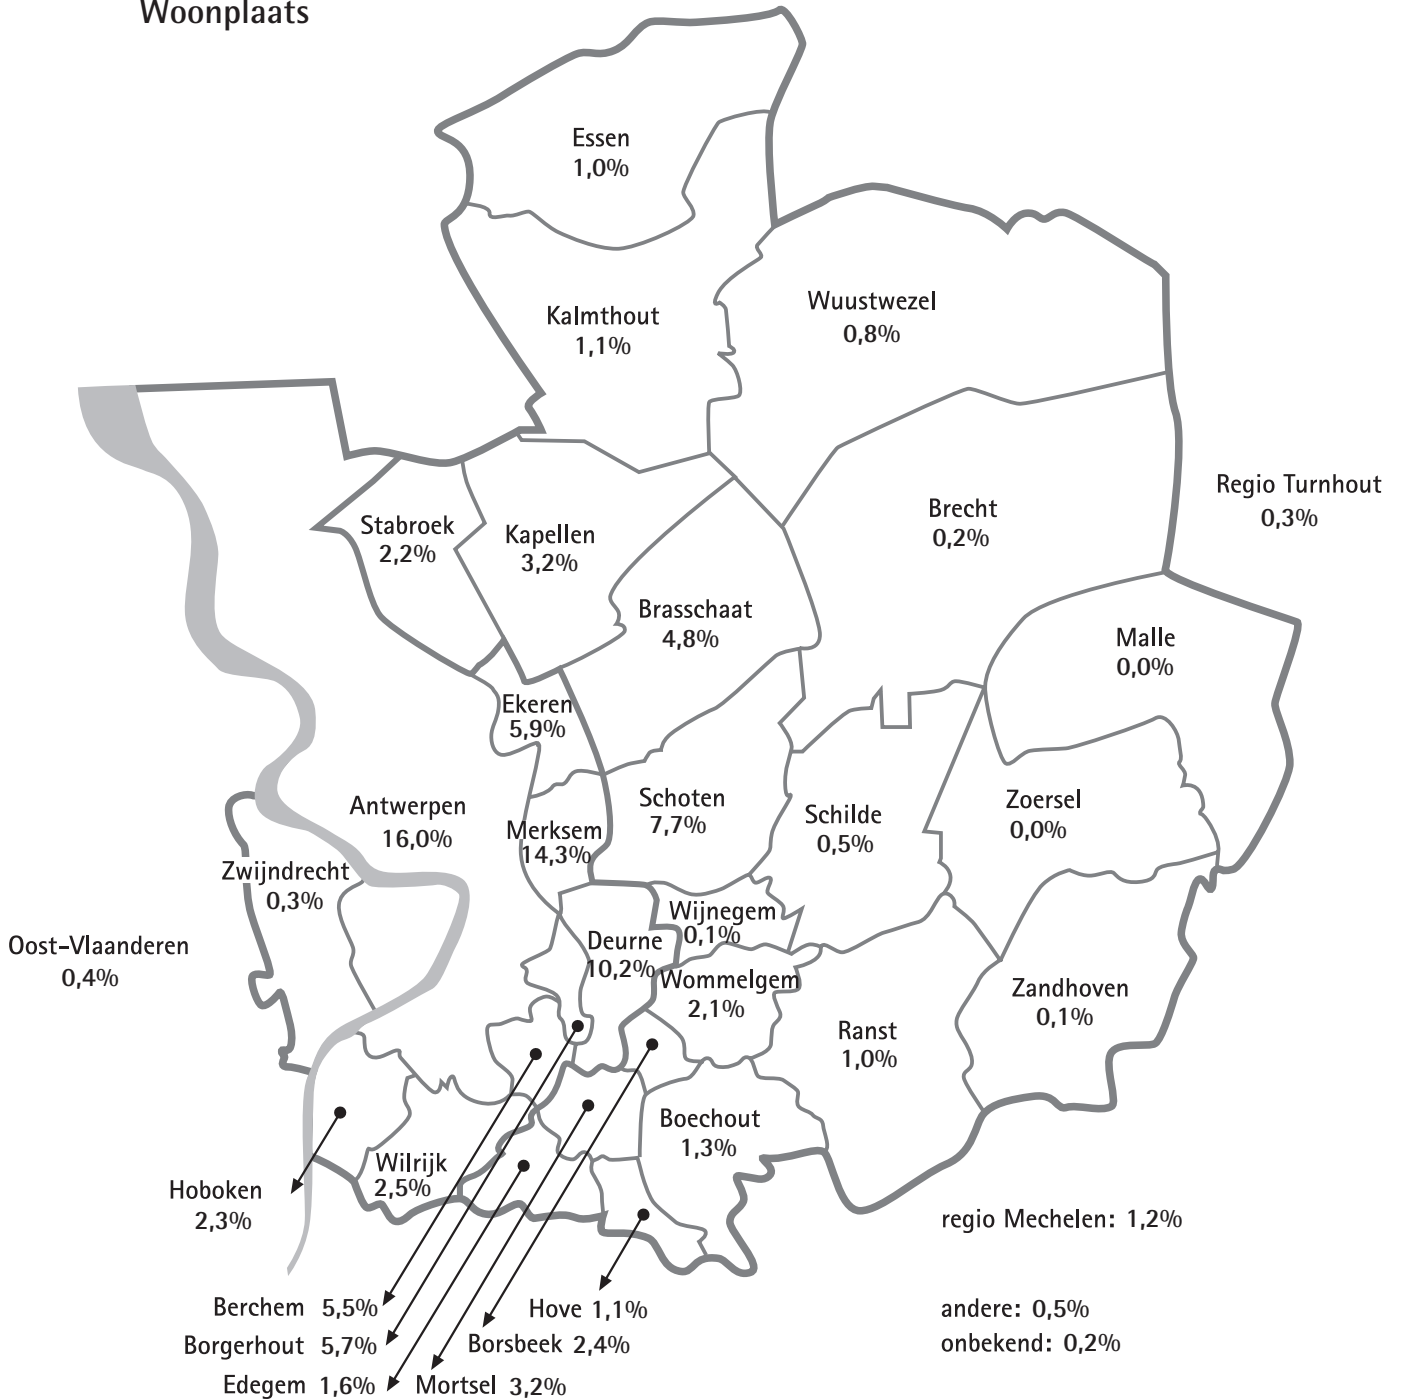 Woonplaats
Essen
1,0%
Kalmthout
1,1%
Wuustwezel
0,8%
Stabroek
2,2%
Kapellen
3,2%
Brasschaat
4,8%
Brecht
0,2%
Regio Turnhout
0,3%
Malle
0,0%
Ekeren
5,9%
Antwerpen
16,0%
Merksem
14,3%
Schoten
7,7%
Schilde
0,5%
Zoersel
0,0%
Zwijndrecht
0,3%
Oost-Vlaanderen
0,4%
Deurne
10,2%
Wijnegem
0,1%
Wommelgem
2,1%
Ranst
1,0%
Zandhoven
0,1%
Boechout
1,3%
Wilrijk
2,5%
Hoboken
2,3%
regio Mechelen: 1,2%
Berchem 5,5%
Borgerhout 5,7%
Edegem 1,6%
Hove 1,1%
Borsbeek 2,4%
Mortsel 3,2%
andere: 0,5%
onbekend: 0,2%